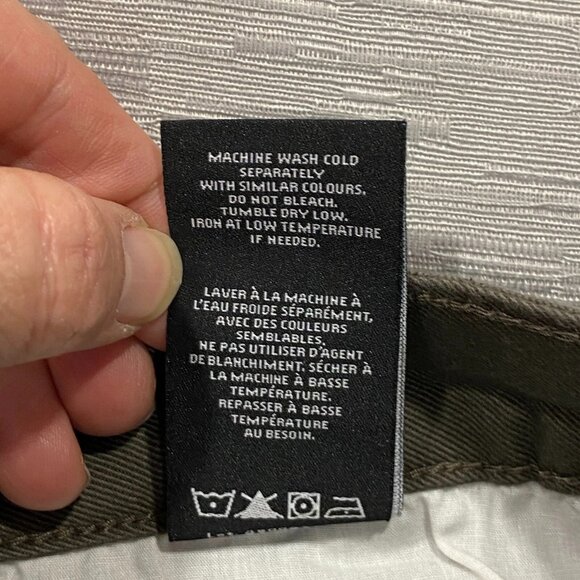 MACHINE WASH COLD
SEPARATELY
WITH SIMILAR COLOURS.
DO NOT BLEACH.
TUMBLE DRY LOW.
IRON AT LOW TEMPERATURE
IF NEEDED.
LAVER À LA MACHINE À
L'EAU FROIDE SÉPARÉMENT,
AVEC DES COULEURS
SEMBLABLES.
NE PAS UTILISER D'AGENT
DE BLANCHIMENT. SÉCHER À
LA MACHINE À BASSE
TEMPÉRATURE.
REPASSER À BASSE
TEMPÉRATURE
AU BESOIN.